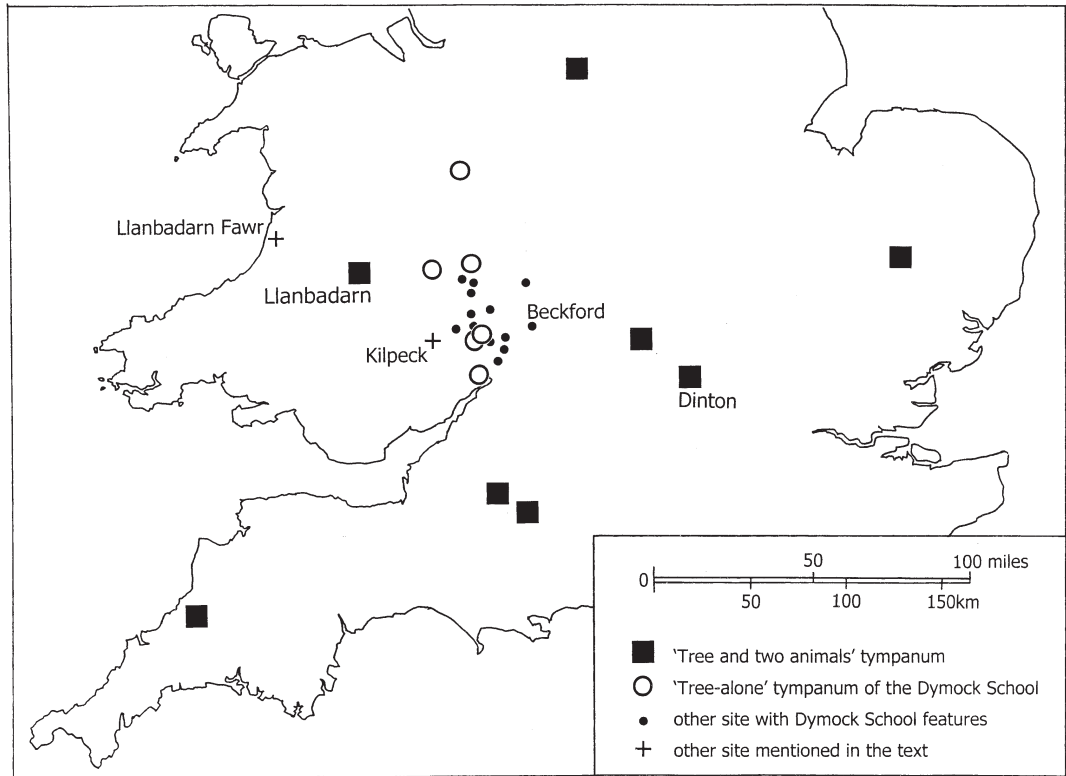 Llanbadarn Fawr
Llanbadarn
Beckford
Kilpeck
Dinton
50 100 miles
0
50 100 150km
'Tree and two animals' tympanum
'Tree-alone' tympanum of the Dymock School
other site with Dymock School features
other site mentioned in the text